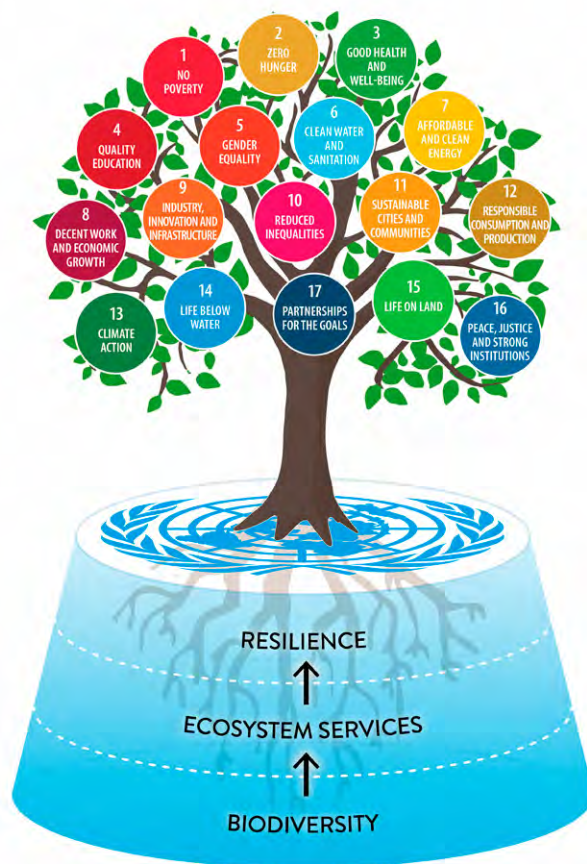 1
NO
POVERTY
2
ZERO
HUNGER
3
GOOD HEALTH
AND
WELL-BEING
4
QUALITY
EDUCATION
5
GENDER
EQUALITY
6
CLEAN WATER
AND
SANITATION
7
AFFORDABLE
AND CLEAN
ENERGY
8
DECENT WORK
AND ECONOMIC
GROWTH
9
INDUSTRY,
INNOVATION AND
INFRASTRUCTURE
10
REDUCED
INEQUALITIES
11
SUSTAINABLE
CITIES AND
COMMUNITIES
12
RESPONSIBLE
CONSUMPTION AND
PRODUCTION
13
CLIMATE
ACTION
14
LIFE BELOW
WATER
17
PARTNERSHIPS
FOR THE GOALS
15
LIFE ON LAND
16
PEACE, JUSTICE
AND STRONG
INSTITUTIONS
RESILIENCE
ECOSYSTEM SERVICES
BIODIVERSITY